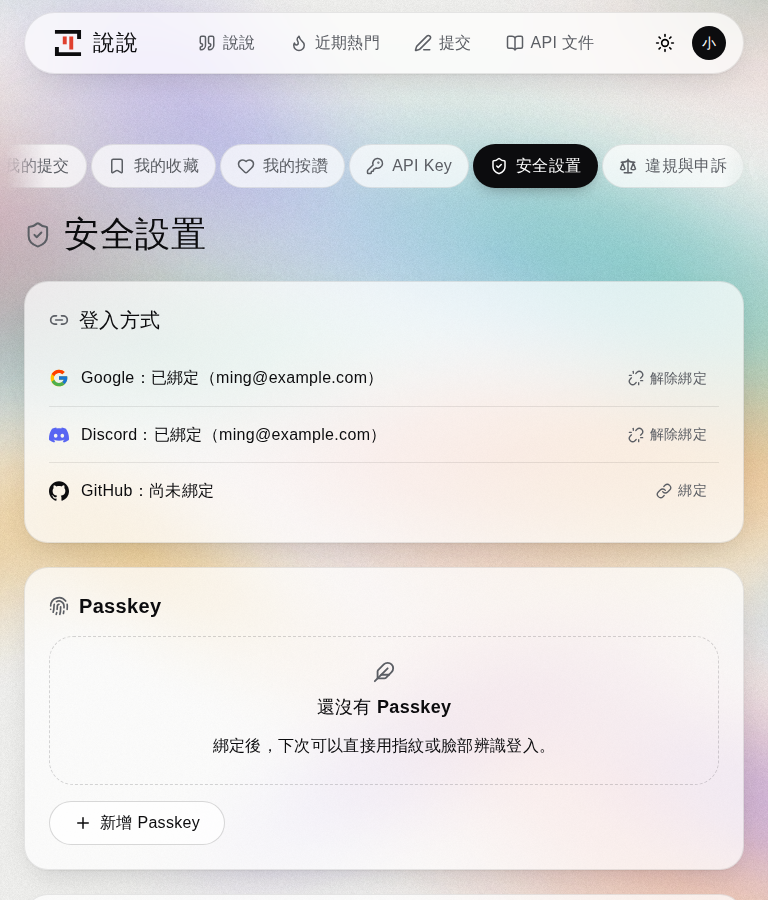 說說
說說
近期熱門
提交
API 文件
小
我的提交
我的收藏
我的按讚
API Key
安全設置
違規與申訴
安全設置
登入方式
Google：已綁定（ming@example.com）
解除綁定
Discord：已綁定（ming@example.com）
解除綁定
GitHub：尚未綁定
綁定
Passkey
還沒有 Passkey
綁定後，下次可以直接用指紋或臉部辨識登入。
新增 Passkey